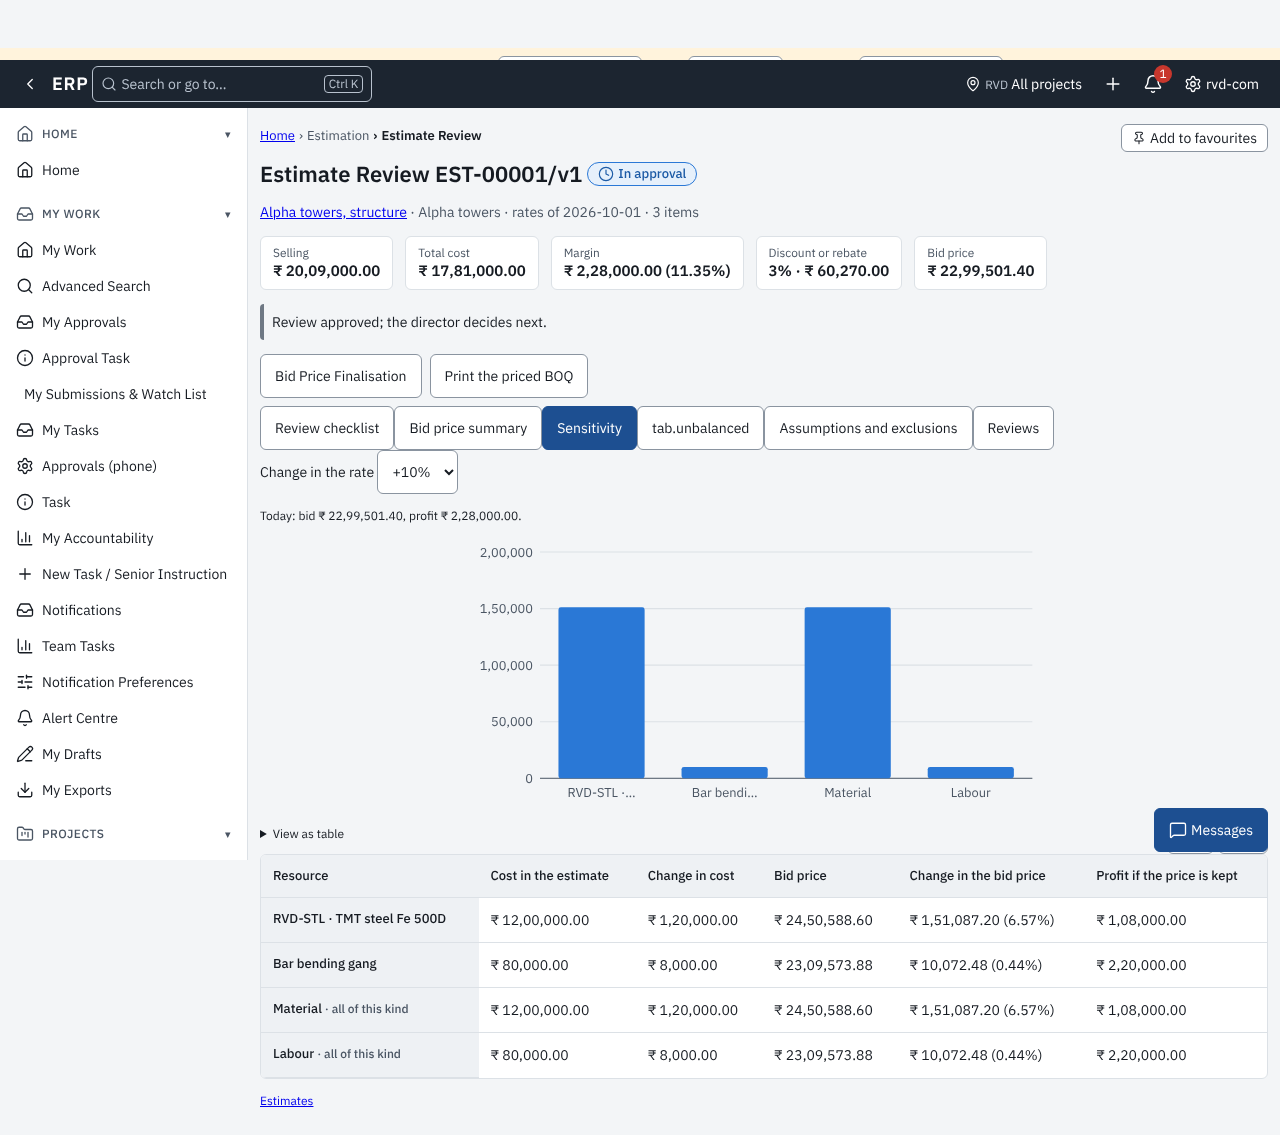 ERP Search or go to... Ctrl K RVD All projects 1 rvd-com
HOME
Home
MY WORK
My Work
Advanced Search
My Approvals
Approval Task
My Submissions & Watch List
My Tasks
Approvals (phone)
Task
My Accountability
New Task / Senior Instruction
Notifications
Team Tasks
Notification Preferences
Alert Centre
My Drafts
My Exports
PROJECTS
Home › Estimation › Estimate Review
Add to favourites
Estimate Review EST-00001/v1 In approval
Alpha towers, structure · Alpha towers · rates of 2026-10-01 · 3 items
Selling
₹ 20,09,000.00
Total cost
₹ 17,81,000.00
Margin
₹ 2,28,000.00 (11.35%)
Discount or rebate
3% · ₹ 60,270.00
Bid price
₹ 22,99,501.40
Review approved; the director decides next.
Bid Price Finalisation Print the priced BOQ
Review checklist Bid price summary Sensitivity tab.unbalanced Assumptions and exclusions Reviews
Change in the rate +10%
Today: bid ₹ 22,99,501.40, profit ₹ 2,28,000.00.
2,00,000
1,50,000
1,00,000
50,000
0
RVD-STL ·... Bar bendi... Material Labour
View as table
Messages
Resource Cost in the estimate Change in cost Bid price Change in the bid price Profit if the price is kept
RVD-STL · TMT steel Fe 500D ₹ 12,00,000.00 ₹ 1,20,000.00 ₹ 24,50,588.60 ₹ 1,51,087.20 (6.57%) ₹ 1,08,000.00
Bar bending gang ₹ 80,000.00 ₹ 8,000.00 ₹ 23,09,573.88 ₹ 10,072.48 (0.44%) ₹ 2,20,000.00
Material · all of this kind ₹ 12,00,000.00 ₹ 1,20,000.00 ₹ 24,50,588.60 ₹ 1,51,087.20 (6.57%) ₹ 1,08,000.00
Labour · all of this kind ₹ 80,000.00 ₹ 8,000.00 ₹ 23,09,573.88 ₹ 10,072.48 (0.44%) ₹ 2,20,000.00
Estimates